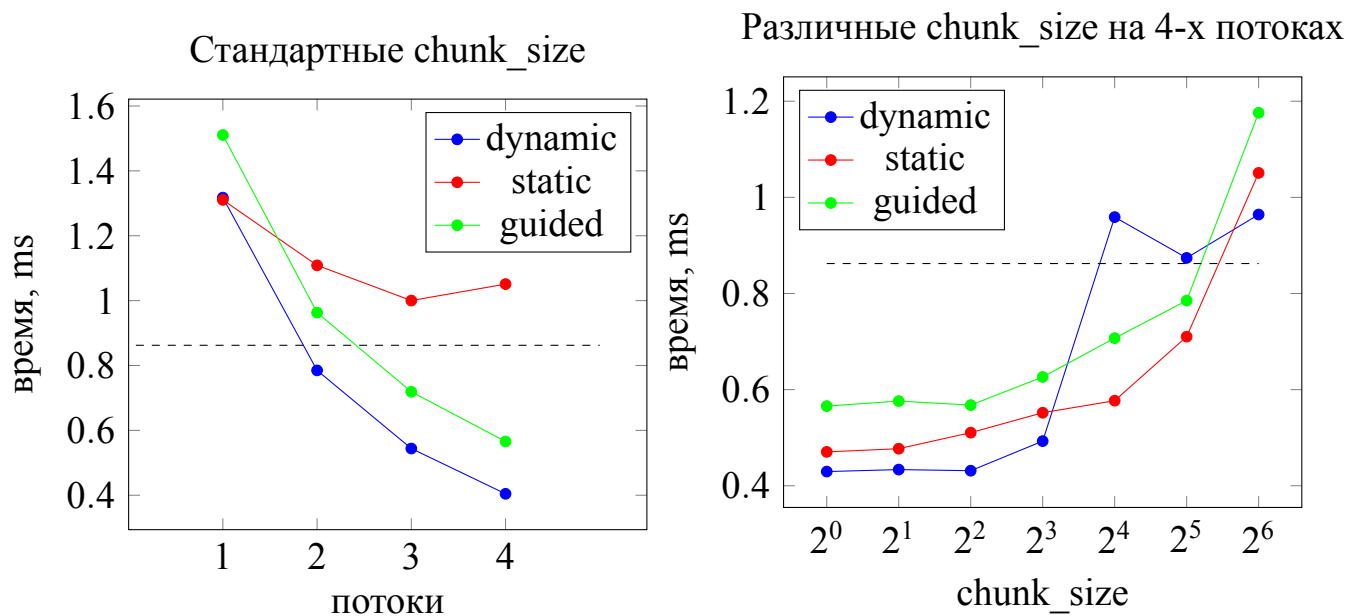 Стандартные chunk_size
1.6
1.4
1.2
1
0.8
0.6
0.4
время, ms
dynamic
static
guided
1 2 3 4
потоки
Различные chunk_size на 4-х потоках
1.2
1
0.8
0.6
0.4
время, ms
dynamic
static
guided
2^0 2^1 2^2 2^3 2^4 2^5 2^6
chunk_size